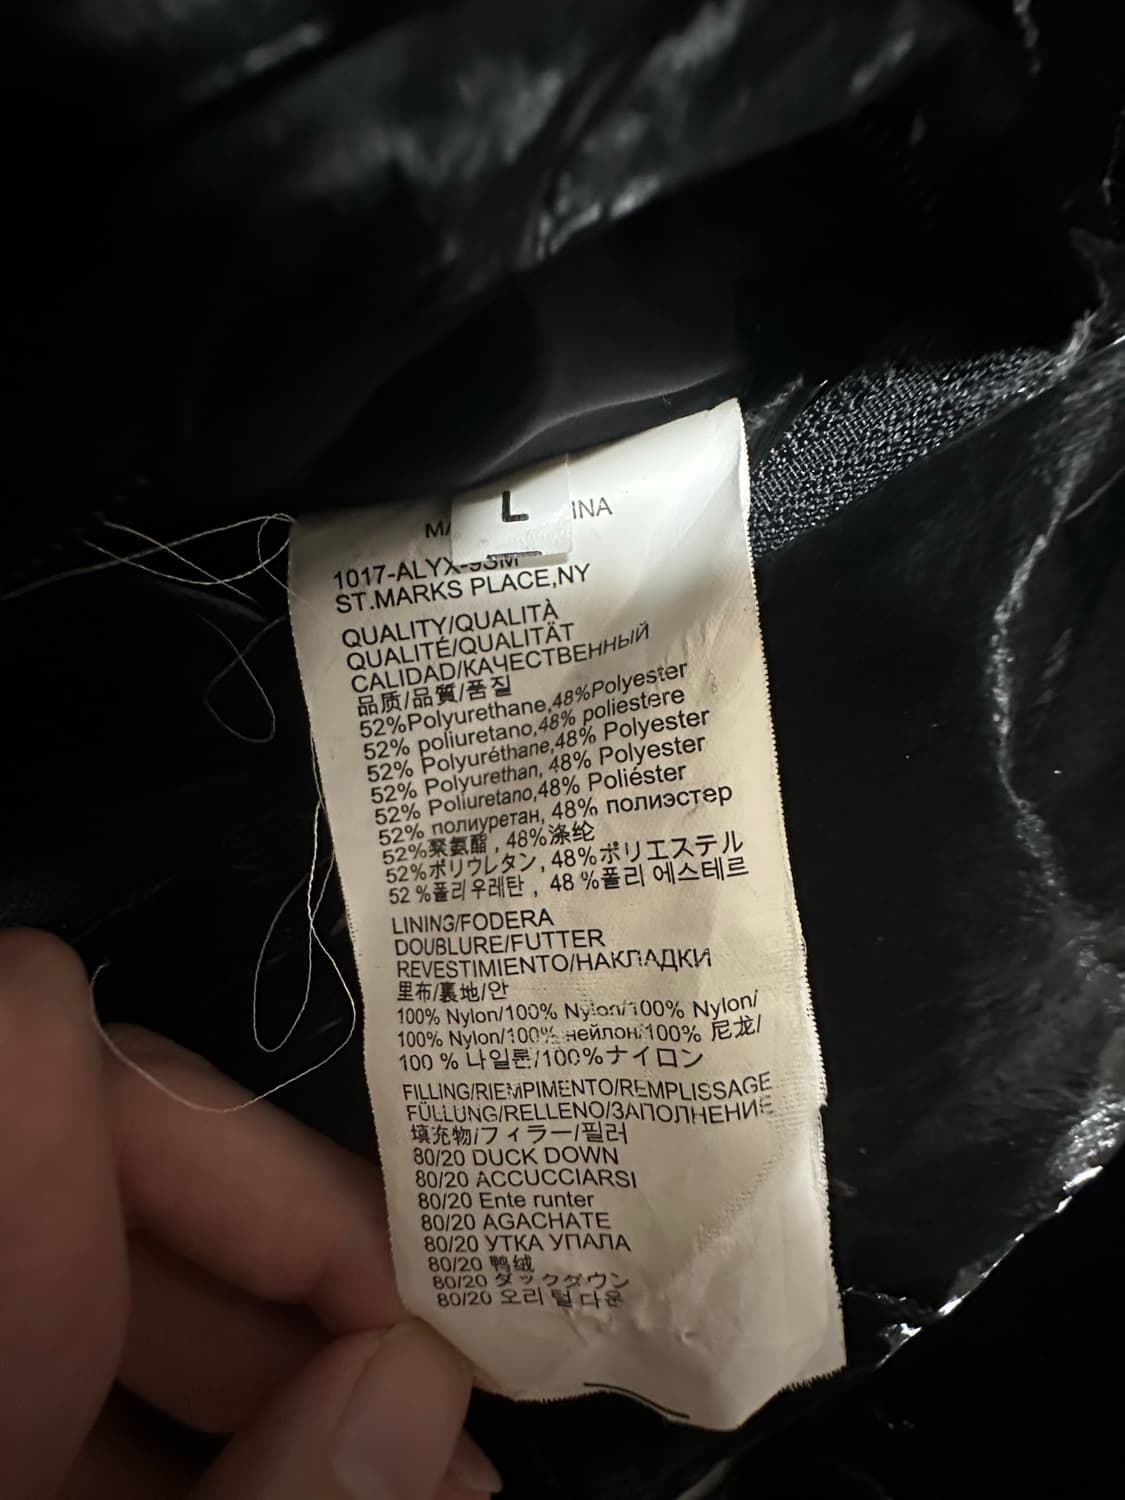 L
INA
1017-ALYX-9SM
ST.MARKS PLACE,NY
QUALITY/QUALITÀ
QUALITÉ/QUALITÄT
CALIDAD/КАЧЕСТВЕННЫЙ
品质/品質/품질
52%Polyurethane,48%Polyester
52% poliuretano,48% poliestere
52% Polyuréthane,48% Polyester
52% Polyurethan, 48% Polyester
52% Poliuretano,48% Poliéster
52% полиуретан, 48% полиэстер
52%聚氨酯 , 48%涤纶
52%ポリウレタン, 48%ポリエステル
52 %폴리우레탄 , 48 %폴리 에스테르
LINING/FODERA
DOUBLURE/FUTTER
REVESTIMIENTO/НАКЛАДКИ
里布/裏地/안
100% Nylon/100% Nylon/100% Nylon/
100% Nylon/100% нейлон/100% 尼龙/
100 % 나일론/100%ナイロン
FILLING/RIEMPIMENTO/REMPLISSAGE
FÜLLUNG/RELLENO/ЗАПОЛНЕНИЕ
填充物/フィラー/필러
80/20 DUCK DOWN
80/20 ACCUCCIARSI
80/20 Ente runter
80/20 AGACHATE
80/20 УТКА УПАЛА
80/20 鸭绒
80/20 ダックダウン
80/20 오리 털 다운